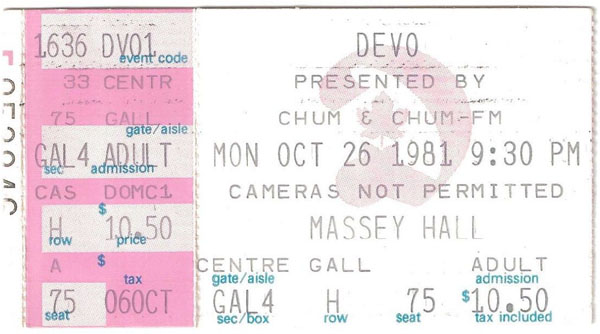 1636 DV01
event code
33 CENTR
75 GALL
gate/aisle
GAL4 ADULT
sec admission
CAS DOMC1
$
H 10.50
row price
A $
tax
75 06OCT
seat
DEVO
PRESENTED BY
CHUM & CHUM-FM
MON OCT 26 1981 9:30 PM
CAMERAS NOT PERMITTED
MASSEY HALL
CENTRE GALL ADULT
gate/aisle admission
GAL4 H 75 $10.50
sec/box row seat tax included